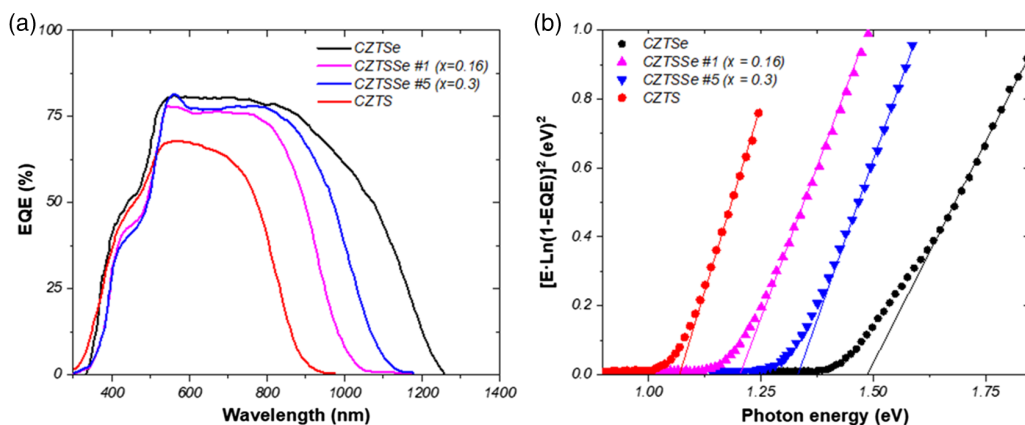 (a)
100
75
50
25
0
EQE (%)
400 600 800 1000 1200 1400
Wavelength (nm)
CZTSe
CZTSSe #1 (x=0.16)
CZTSSe #5 (x=0.3)
CZTS
(b)
1.0
0.8
0.6
0.4
0.2
0.0
[E·Ln(1-EQE)]² (eV)²
1.00 1.25 1.50 1.75
Photon energy (eV)
CZTSe
CZTSSe #1 (x = 0.16)
CZTSSe #5 (x = 0.3)
CZTS